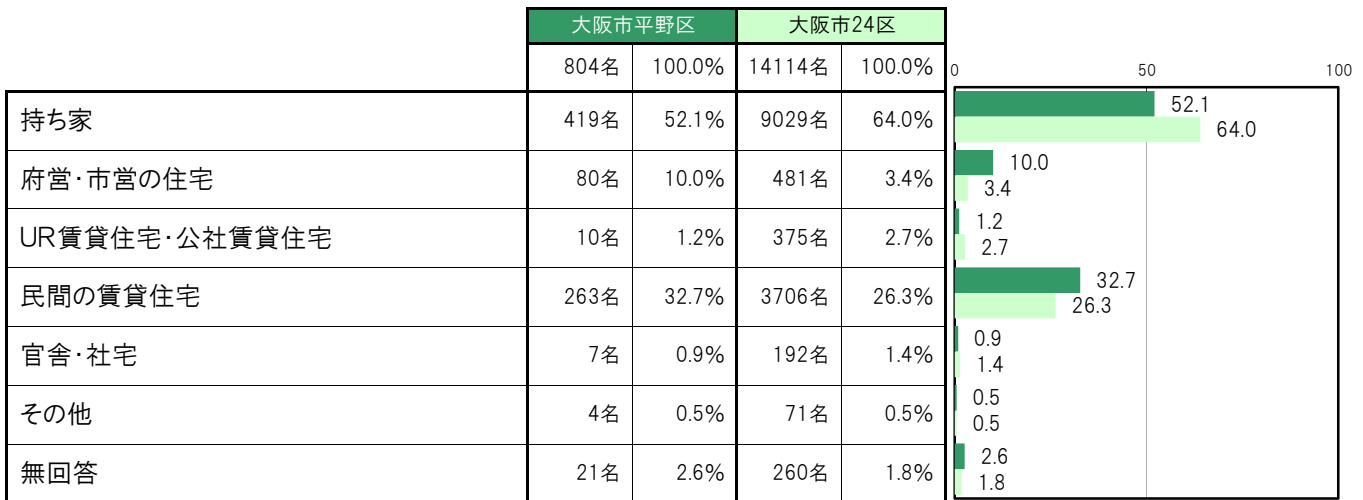 大阪市平野区 大阪市24区
804名 100.0% 14114名 100.0%
0 50 100
持ち家 419名 52.1% 9029名 64.0%
52.1
64.0
府営・市営の住宅 80名 10.0% 481名 3.4%
10.0
3.4
UR賃貸住宅・公社賃貸住宅 10名 1.2% 375名 2.7%
1.2
2.7
民間の賃貸住宅 263名 32.7% 3706名 26.3%
32.7
26.3
官舎・社宅 7名 0.9% 192名 1.4%
0.9
1.4
その他 4名 0.5% 71名 0.5%
0.5
0.5
無回答 21名 2.6% 260名 1.8%
2.6
1.8